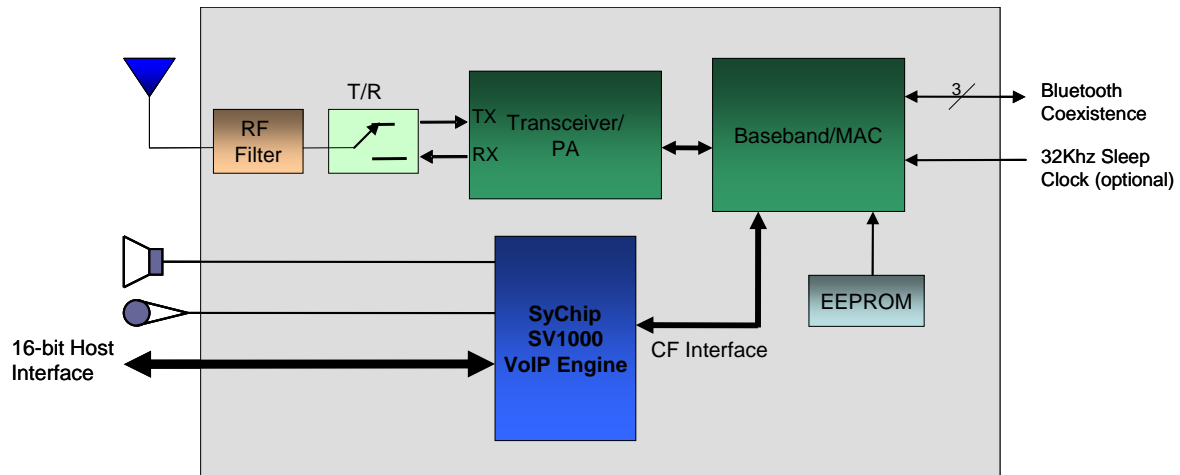 T/R
RF
Filter
TX
RX
Transceiver/
PA
Baseband/MAC
3
Bluetooth
Coexistence
32Khz Sleep
Clock (optional)
EEPROM
SyChip
SV1000
VoIP Engine
CF Interface
16-bit Host
Interface